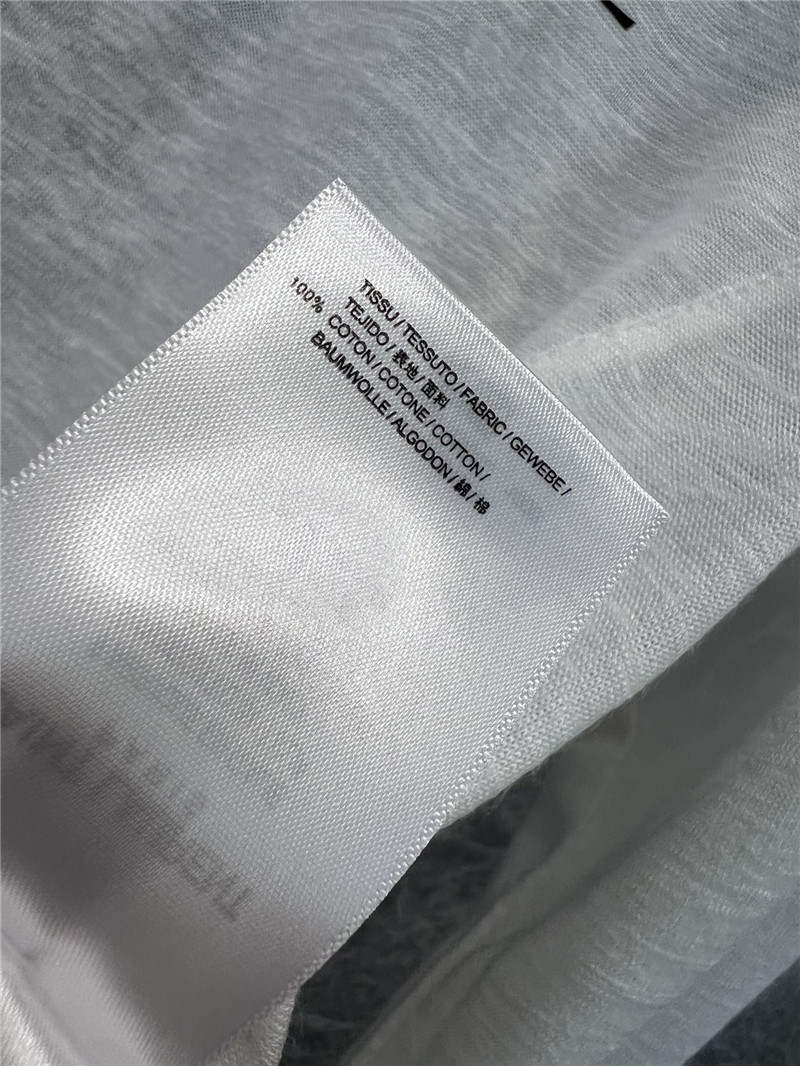 TISSU / TESSUTO / FABRIC / GEWEBE /
TEJIDO / 表地 / 面料
100% COTON / COTONE / COTTON /
BAUMWOLLE / ALGODON / 綿 / 棉